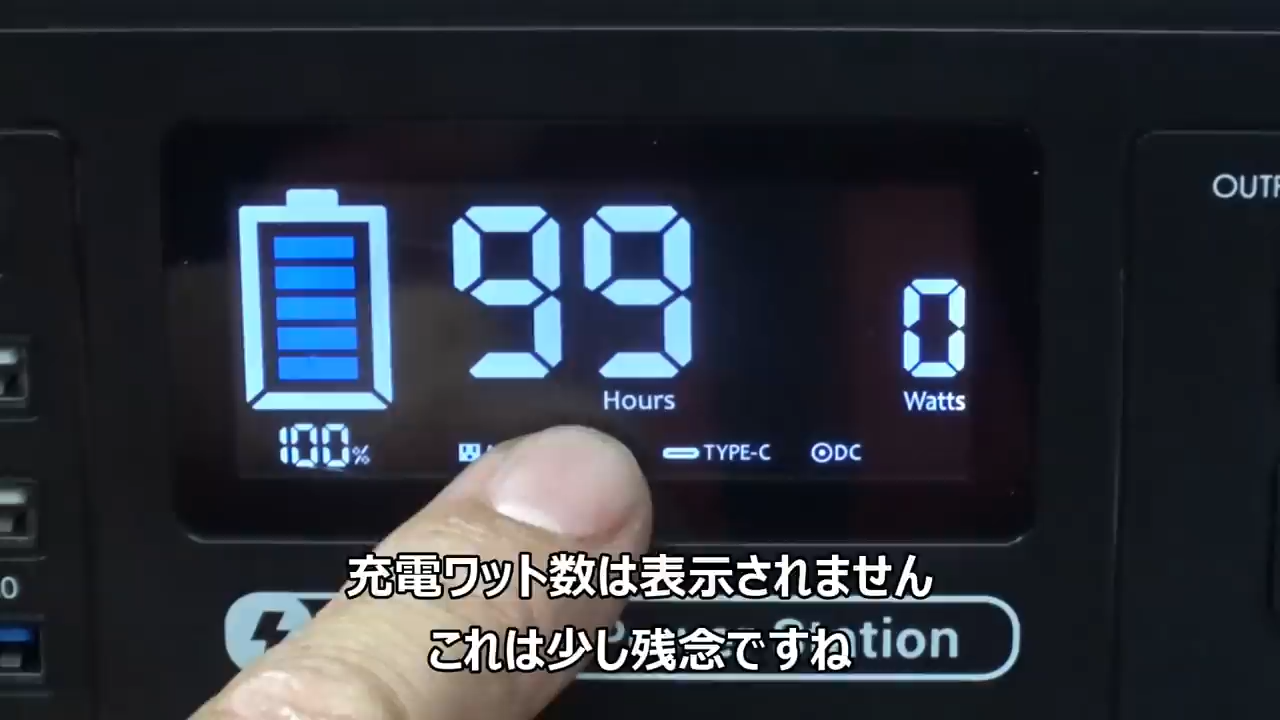 OUTP
99
0
Hours
Watts
100%
TYPE-C
DC
充電ワット数は表示されません
これは少し残念ですね
Station